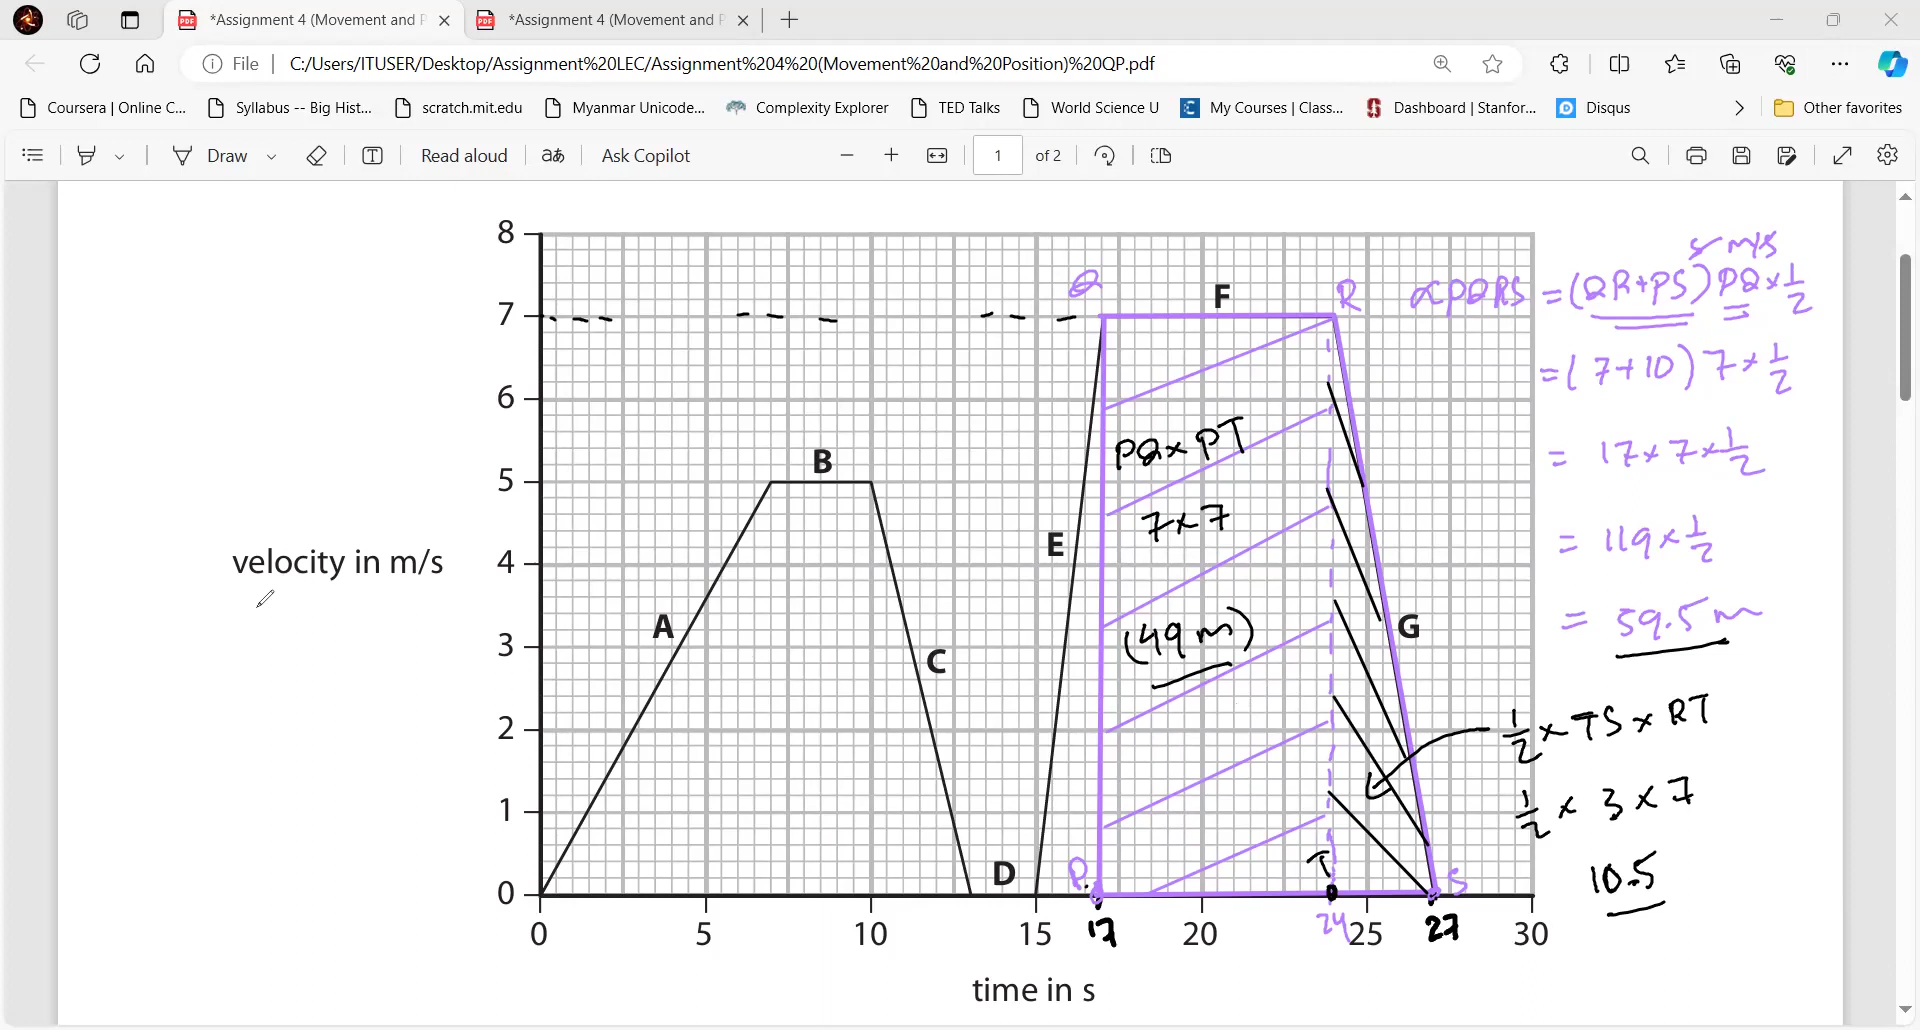 *Assignment 4 (Movement and P
*Assignment 4 (Movement and P
File
C:/Users/ITUSER/Desktop/Assignment%20LEC/Assignment%204%20(Movement%20and%20Position)%20QP.pdf
Coursera | Online C...
Syllabus -- Big Hist...
scratch.mit.edu
Myanmar Unicode...
Complexity Explorer
TED Talks
World Science U
My Courses | Class...
Dashboard | Stanfor...
Disqus
Other favorites
Draw
Read aloud
aあ
Ask Copilot
1 of 2
8
7
6
5
4
3
2
1
0
velocity in m/s
A
B
C
D
E
F
G
0 5 10 15 20 25 30
time in s
Q
R
P
S
T
17
24
27
PQ × PT
7×7
(49 m)
s m/s
PQRS = (QR+PS) PQ × 1/2
= (7+10) 7 × 1/2
= 17 × 7 × 1/2
= 119 × 1/2
= 59.5 m
1/2 × TS × RT
1/2 × 3 × 7
10.5